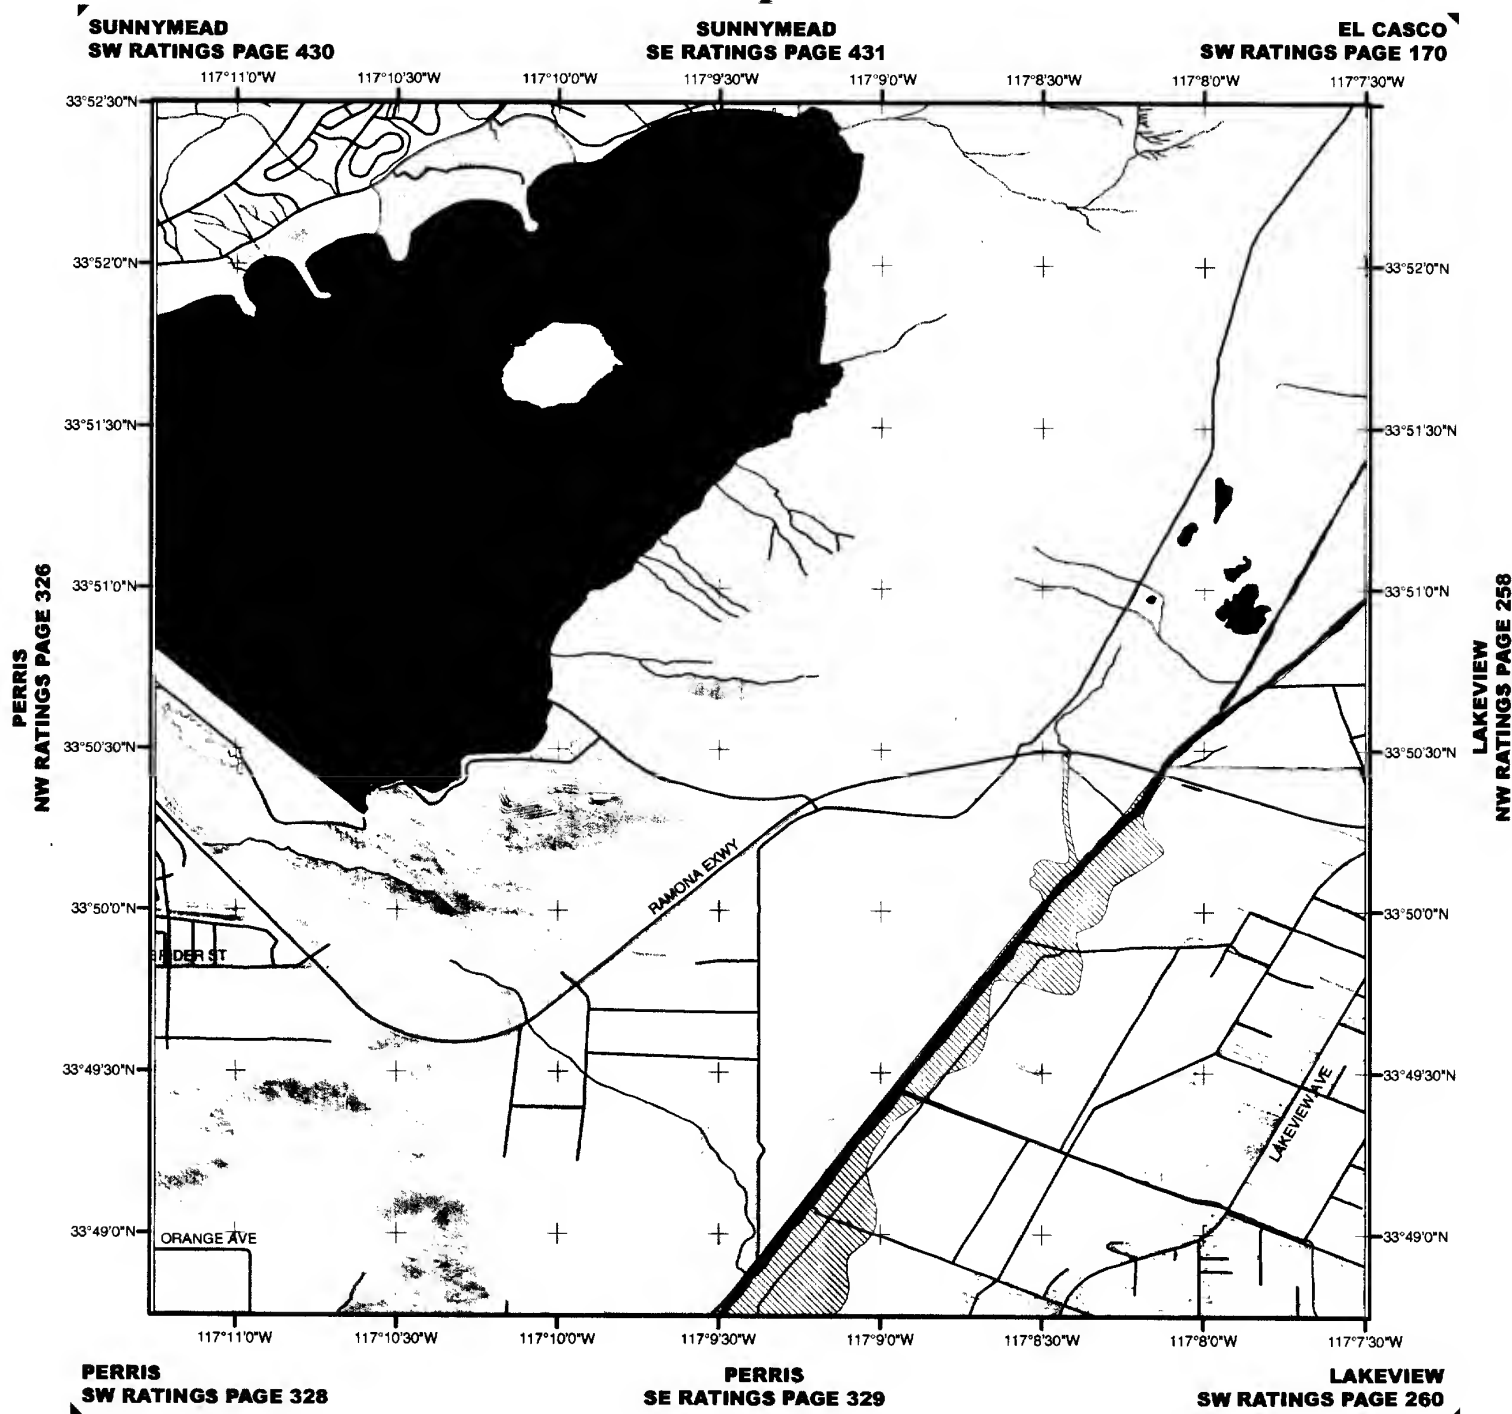 SUNNYMEAD
SW RATINGS PAGE 430
SUNNYMEAD
SE RATINGS PAGE 431
EL CASCO
SW RATINGS PAGE 170
117°11'0"W
117°10'30"W
117°10'0"W
117°9'30"W
117°9'0"W
117°8'30"W
117°8'0"W
117°7'30"W
33°52'30"N
33°52'0"N
33°52'0"N
33°51'30"N
33°51'30"N
33°51'0"N
33°51'0"N
PERRIS
NW RATINGS PAGE 326
LAKEVIEW
NW RATINGS PAGE 258
33°50'30"N
33°50'30"N
RAMONA EXWY
33°50'0"N
33°50'0"N
RIDER ST
33°49'30"N
33°49'30"N
LAKEVIEW AVE
33°49'0"N
33°49'0"N
ORANGE AVE
117°11'0"W
117°10'30"W
117°10'0"W
117°9'30"W
117°9'0"W
117°8'30"W
117°8'0"W
117°7'30"W
PERRIS
SW RATINGS PAGE 328
PERRIS
SE RATINGS PAGE 329
LAKEVIEW
SW RATINGS PAGE 260